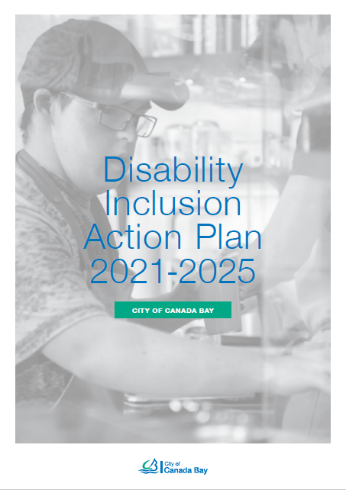 Disability
Inclusion
Action Plan
2021-2025
CITY OF CANADA BAY
City of
Canada Bay